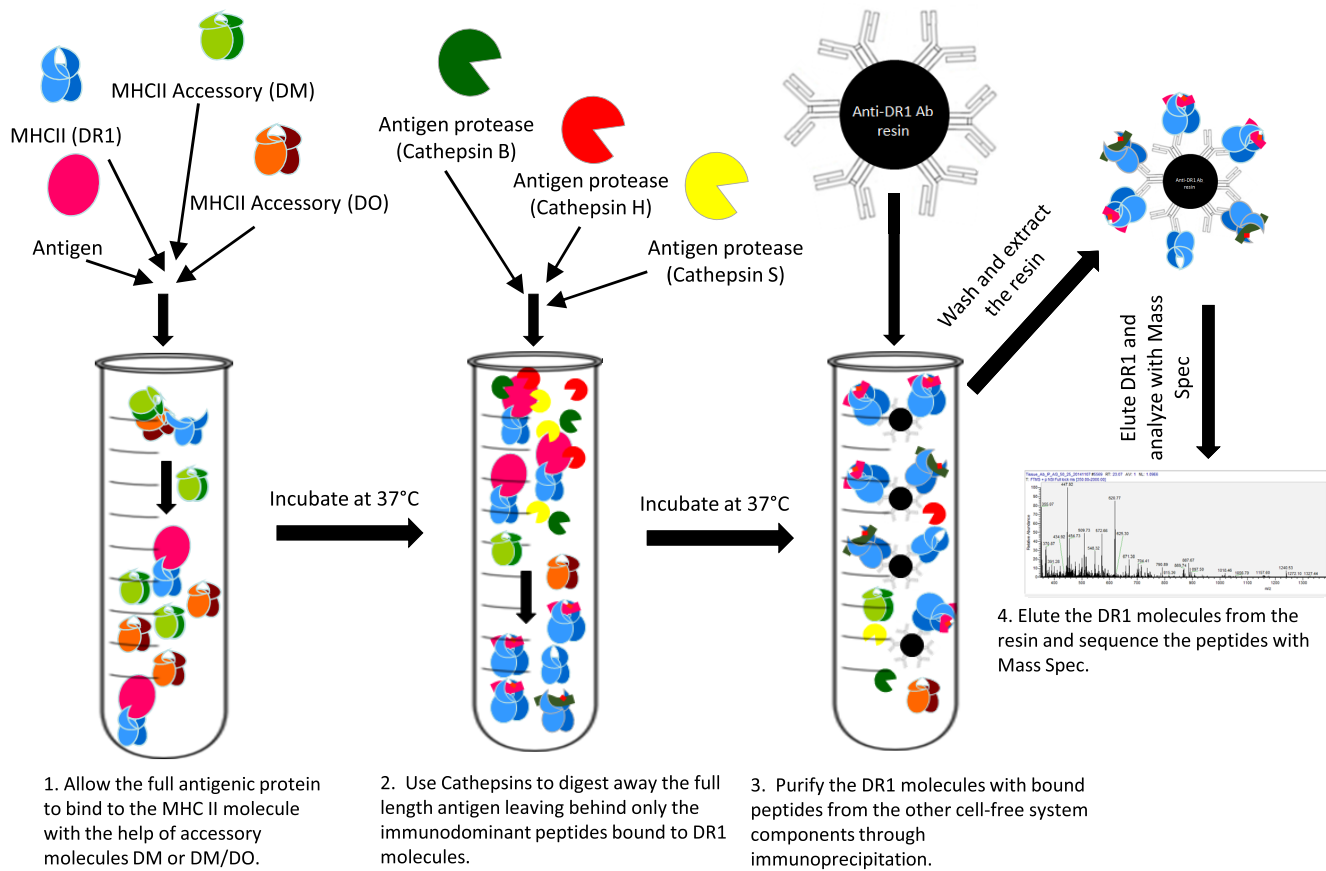 MHCII Accessory (DM)
MHCII (DR1)
MHCII Accessory (DO)
Antigen
Antigen protease
(Cathepsin B)
Antigen protease
(Cathepsin H)
Antigen protease
(Cathepsin S)
Anti-DR1 Ab
resin
Wash and extract
the resin
Anti-DR1 Ab
resin
Elute DR1 and
analyze with Mass
Spec
Incubate at 37°C
Incubate at 37°C
447.92
620.77
1. Allow the full antigenic protein
to bind to the MHC II molecule
with the help of accessory
molecules DM or DM/DO.
2. Use Cathepsins to digest away the full
length antigen leaving behind only the
immunodominant peptides bound to DR1
molecules.
3. Purify the DR1 molecules with bound
peptides from the other cell-free system
components through
immunoprecipitation.
4. Elute the DR1 molecules from the
resin and sequence the peptides with
Mass Spec.